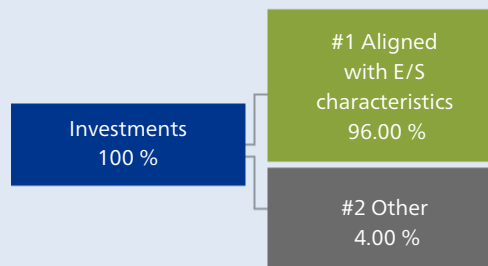 Investments
100 %
#1 Aligned
with E/S
characteristics
96.00 %
#2 Other
4.00 %